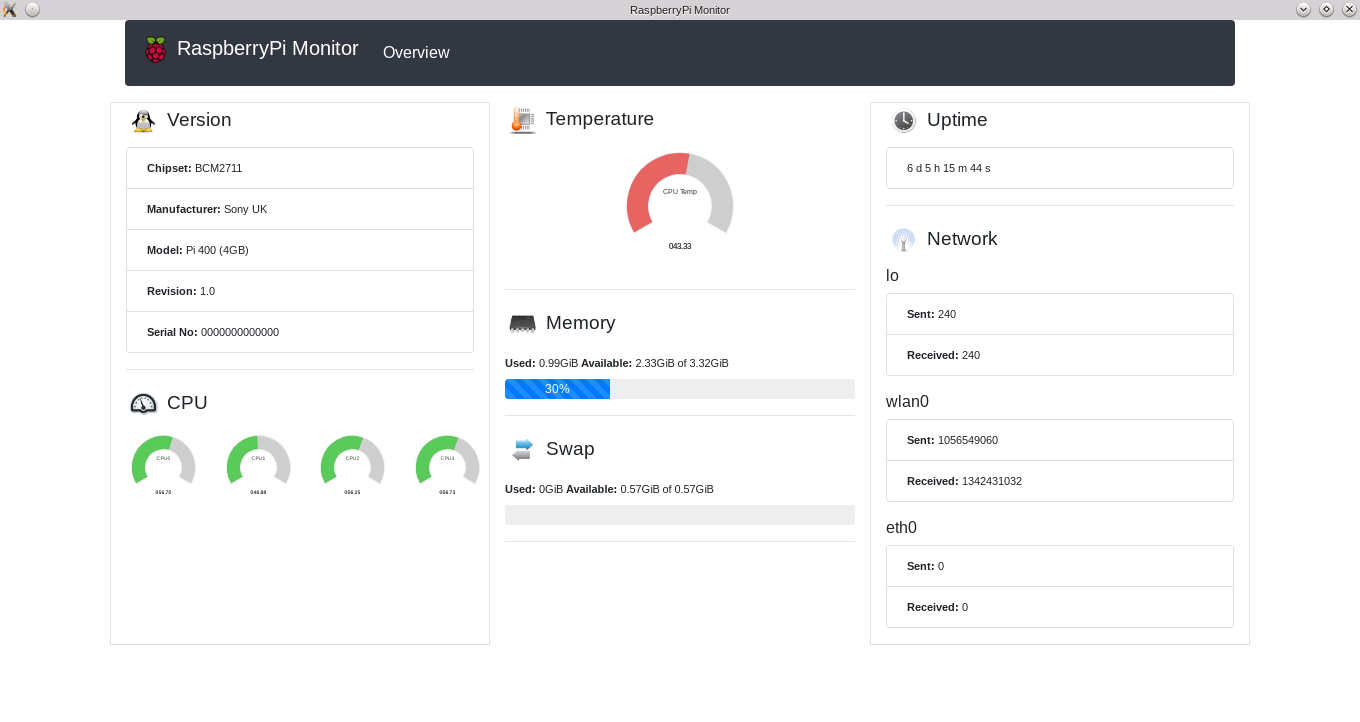 RaspberryPi Monitor
RaspberryPi Monitor
Overview
Version
Chipset: BCM2711
Manufacturer: Sony UK
Model: Pi 400 (4GB)
Revision: 1.0
Serial No: 0000000000000
CPU
CPU0
CPU1
CPU2
CPU3
056.70
046.88
056.25
056.73
Temperature
CPU Temp
043.33
Memory
Used: 0.99GiB Available: 2.33GiB of 3.32GiB
30%
Swap
Used: 0GiB Available: 0.57GiB of 0.57GiB
Uptime
6 d 5 h 15 m 44 s
Network
lo
Sent: 240
Received: 240
wlan0
Sent: 1056549060
Received: 1342431032
eth0
Sent: 0
Received: 0